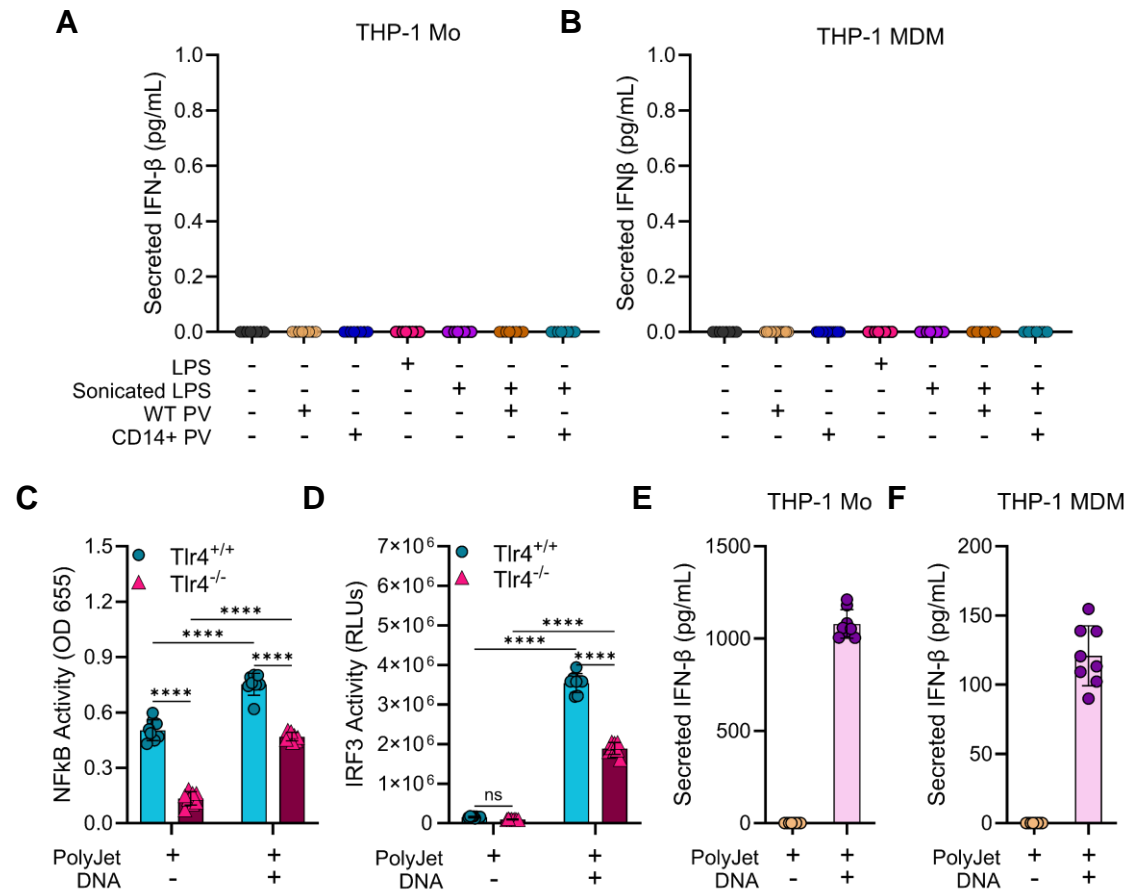 A
THP-1 Mo
Secreted IFN-β (pg/mL)
1.0
0.8
0.6
0.4
0.2
0.0
LPS - - - + - - -
Sonicated LPS - - - - + + +
WT PV - + - - - + -
CD14+ PV - - + - - - +
B
THP-1 MDM
Secreted IFNβ (pg/mL)
1.0
0.8
0.6
0.4
0.2
0.0
- - - + - - -
- - - - + + +
- + - - - + -
- - + - - - +
C
Tlr4+/+
Tlr4-/-
NFkB Activity (OD 655)
1.5
1.2
0.9
0.6
0.3
0.0
****
****
****
****
PolyJet + +
DNA - +
D
Tlr4+/+
Tlr4-/-
IRF3 Activity (RLUs)
7×10⁶
6×10⁶
5×10⁶
4×10⁶
3×10⁶
2×10⁶
1×10⁶
0
****
****
****
ns
PolyJet + +
DNA - +
E
THP-1 Mo
Secreted IFN-β (pg/mL)
1500
1000
500
0
PolyJet + +
DNA - +
F
THP-1 MDM
Secreted IFN-β (pg/mL)
200
150
100
50
0
PolyJet + +
DNA - +